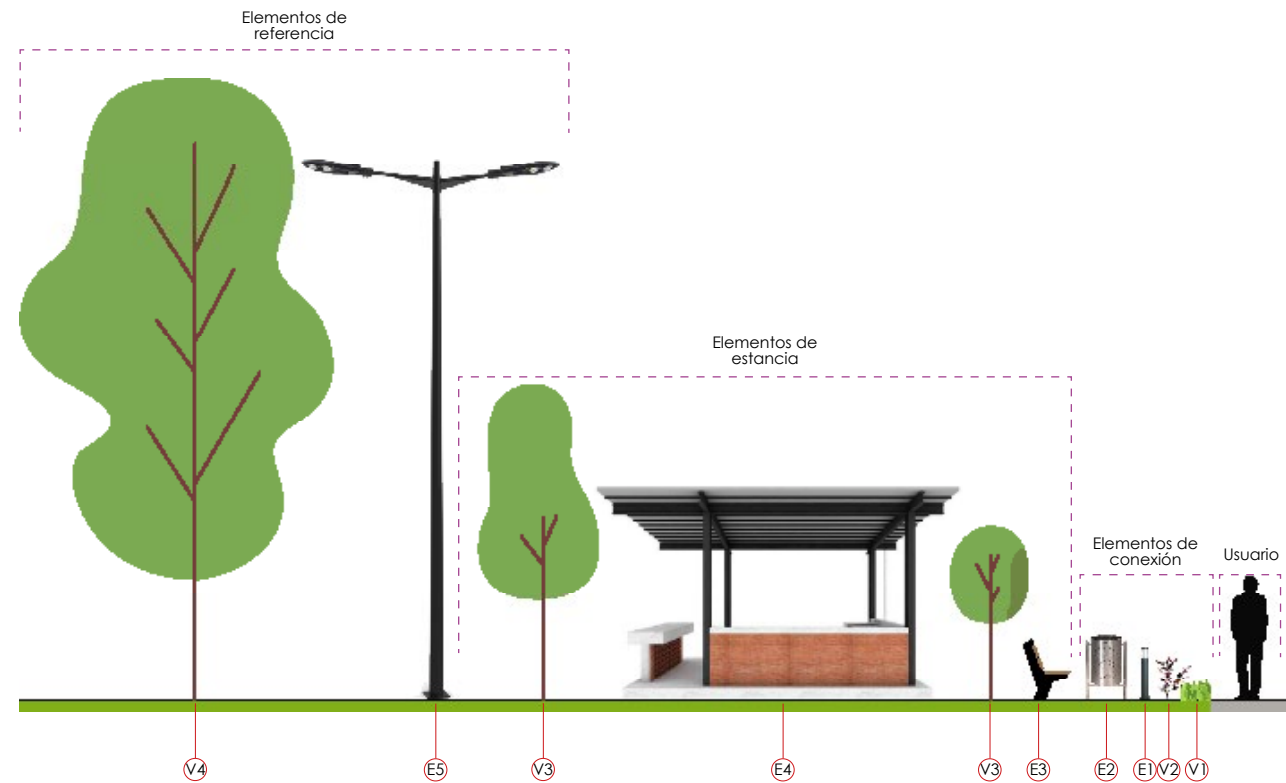 Elementos de
referencia
Elementos de
estancia
Elementos de
conexión
Usuario
V4
E5
V3
E4
V3
E3
E2
E1
V2
V1